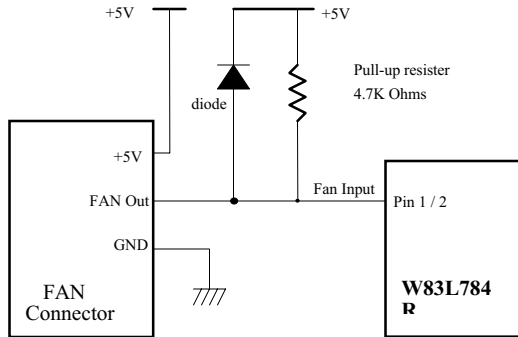 +5V
+5V
Pull-up resister
4.7K Ohms
diode
+5V
FAN Out
Fan Input
Pin 1 / 2
GND
FAN
Connector
W83L784
R